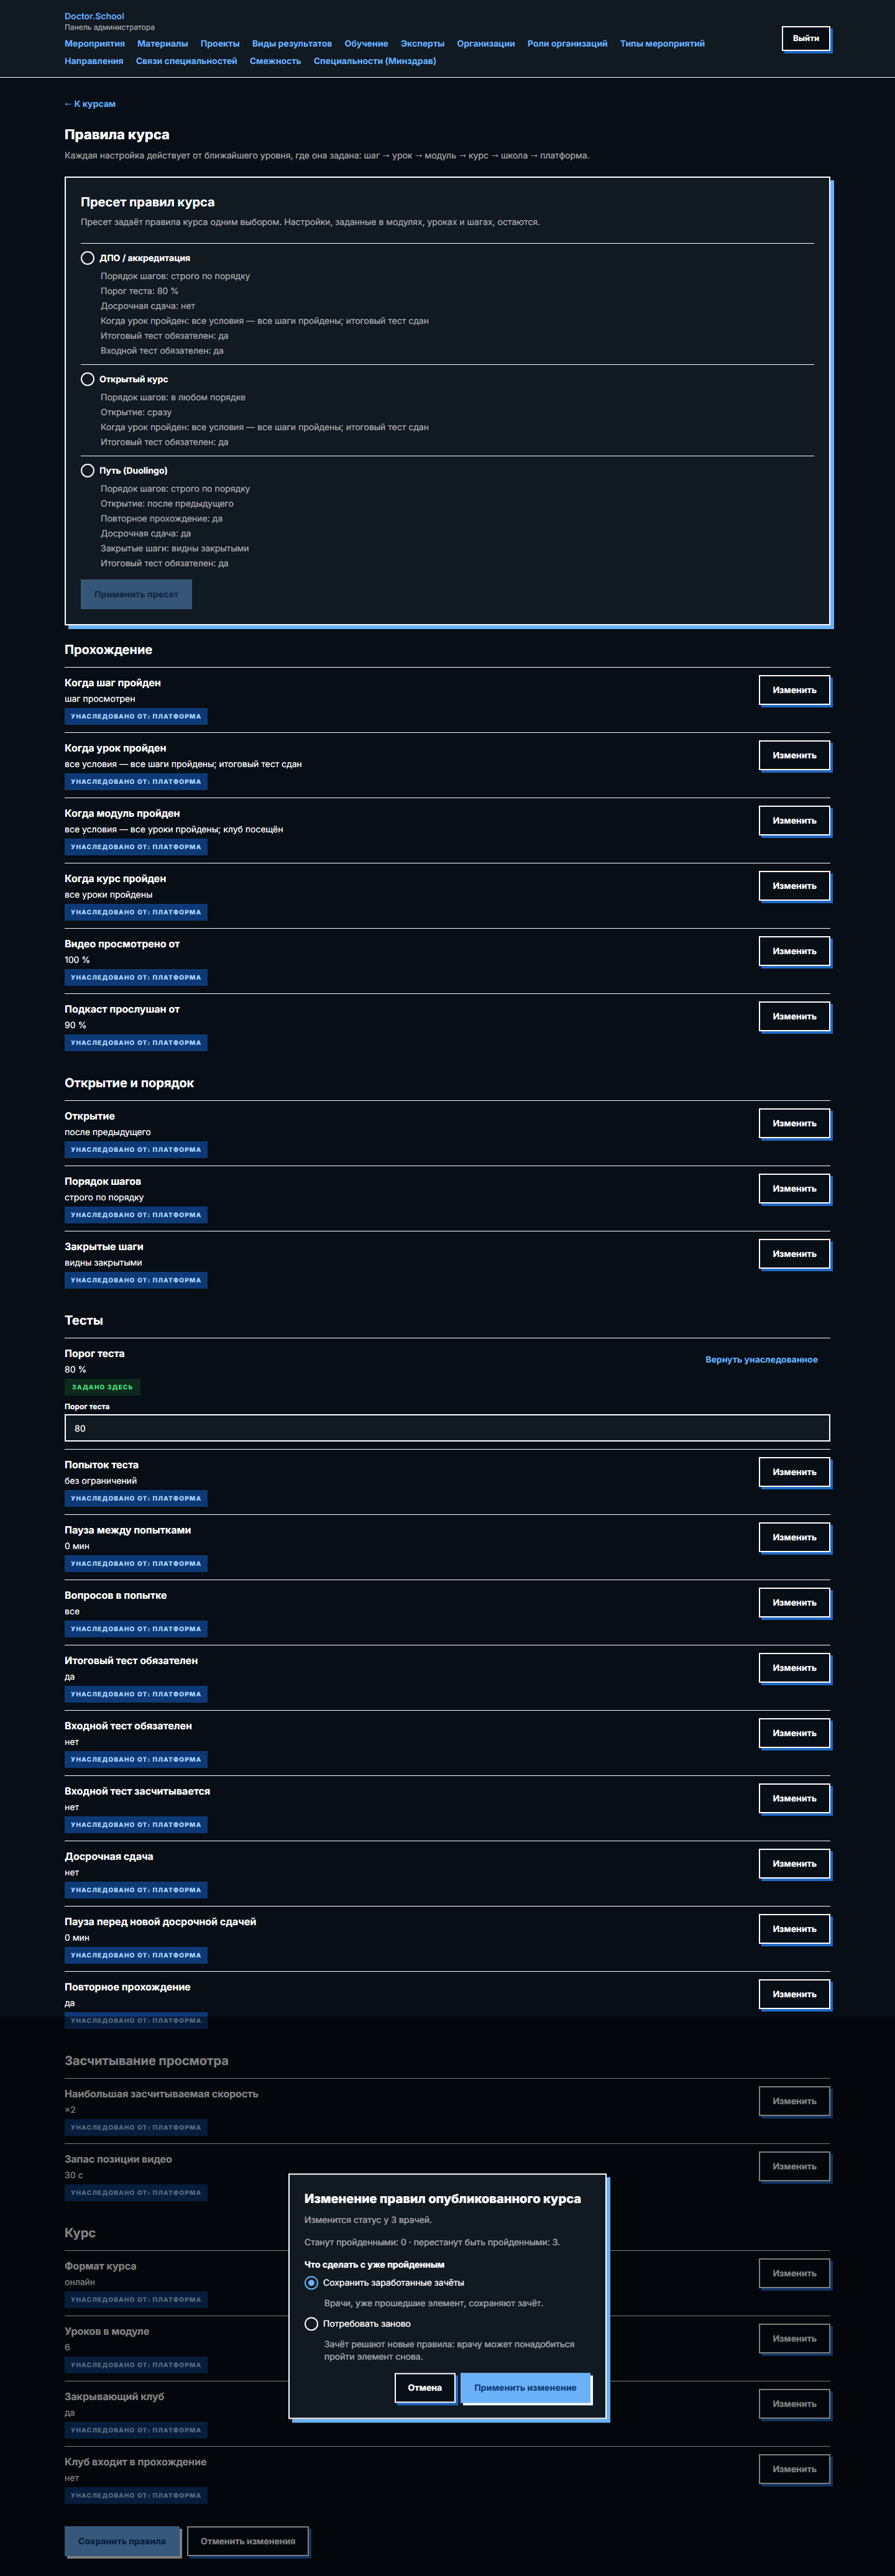 Doctor.School
Панель администратора
Мероприятия Материалы Проекты Виды результатов Обучение Эксперты Организации Роли организаций Типы мероприятий
Направления Связи специальностей Смежность Специальности (Минздрав)
Выйти
← К курсам
Правила курса
Каждая настройка действует от ближайшего уровня, где она задана: шаг → урок → модуль → курс → школа → платформа.
Пресет правил курса
Пресет задаёт правила курса одним выбором. Настройки, заданные в модулях, уроках и шагах, остаются.
ДПО / аккредитация
Порядок шагов: строго по порядку
Порог теста: 80 %
Досрочная сдача: нет
Когда урок пройден: все условия — все шаги пройдены; итоговый тест сдан
Итоговый тест обязателен: да
Входной тест обязателен: да
Открытый курс
Порядок шагов: в любом порядке
Открытие: сразу
Когда урок пройден: все условия — все шаги пройдены; итоговый тест сдан
Итоговый тест обязателен: да
Путь (Duolingo)
Порядок шагов: строго по порядку
Открытие: после предыдущего
Повторное прохождение: да
Досрочная сдача: да
Закрытые шаги: видны закрытыми
Итоговый тест обязателен: да
Применить пресет
Прохождение
Когда шаг пройден
Изменить
шаг просмотрен
УНАСЛЕДОВАНО ОТ: ПЛАТФОРМА
Когда урок пройден
Изменить
все условия — все шаги пройдены; итоговый тест сдан
УНАСЛЕДОВАНО ОТ: ПЛАТФОРМА
Когда модуль пройден
Изменить
все условия — все уроки пройдены; клуб посещён
УНАСЛЕДОВАНО ОТ: ПЛАТФОРМА
Когда курс пройден
Изменить
все уроки пройдены
УНАСЛЕДОВАНО ОТ: ПЛАТФОРМА
Видео просмотрено от
Изменить
100 %
УНАСЛЕДОВАНО ОТ: ПЛАТФОРМА
Подкаст прослушан от
Изменить
90 %
УНАСЛЕДОВАНО ОТ: ПЛАТФОРМА
Открытие и порядок
Открытие
Изменить
после предыдущего
УНАСЛЕДОВАНО ОТ: ПЛАТФОРМА
Порядок шагов
Изменить
строго по порядку
УНАСЛЕДОВАНО ОТ: ПЛАТФОРМА
Закрытые шаги
Изменить
видны закрытыми
УНАСЛЕДОВАНО ОТ: ПЛАТФОРМА
Тесты
Порог теста
Вернуть унаследованное
80 %
ЗАДАНО ЗДЕСЬ
Порог теста
80
Попыток теста
Изменить
без ограничений
УНАСЛЕДОВАНО ОТ: ПЛАТФОРМА
Пауза между попытками
Изменить
0 мин
УНАСЛЕДОВАНО ОТ: ПЛАТФОРМА
Вопросов в попытке
Изменить
все
УНАСЛЕДОВАНО ОТ: ПЛАТФОРМА
Итоговый тест обязателен
Изменить
да
УНАСЛЕДОВАНО ОТ: ПЛАТФОРМА
Входной тест обязателен
Изменить
нет
УНАСЛЕДОВАНО ОТ: ПЛАТФОРМА
Входной тест засчитывается
Изменить
нет
УНАСЛЕДОВАНО ОТ: ПЛАТФОРМА
Досрочная сдача
Изменить
нет
УНАСЛЕДОВАНО ОТ: ПЛАТФОРМА
Пауза перед новой досрочной сдачей
Изменить
0 мин
УНАСЛЕДОВАНО ОТ: ПЛАТФОРМА
Повторное прохождение
Изменить
да
УНАСЛЕДОВАНО ОТ: ПЛАТФОРМА
Засчитывание просмотра
Наибольшая засчитываемая скорость
Изменить
×2
УНАСЛЕДОВАНО ОТ: ПЛАТФОРМА
Запас позиции видео
Изменить
30 с
УНАСЛЕДОВАНО ОТ: ПЛАТФОРМА
Курс
Формат курса
Изменить
онлайн
УНАСЛЕДОВАНО ОТ: ПЛАТФОРМА
Уроков в модуле
Изменить
6
УНАСЛЕДОВАНО ОТ: ПЛАТФОРМА
Закрывающий клуб
Изменить
да
УНАСЛЕДОВАНО ОТ: ПЛАТФОРМА
Клуб входит в прохождение
Изменить
нет
УНАСЛЕДОВАНО ОТ: ПЛАТФОРМА
Изменение правил опубликованного курса
Изменится статус у 3 врачей.
Станут пройденными: 0 · перестанут быть пройденными: 3.
Что сделать с уже пройденным
Сохранить заработанные зачёты
Врачи, уже прошедшие элемент, сохраняют зачёт.
Потребовать заново
Зачёт решают новые правила: врачу может понадобиться
пройти элемент снова.
Отмена Применить изменение
Сохранить правила Отменить изменения